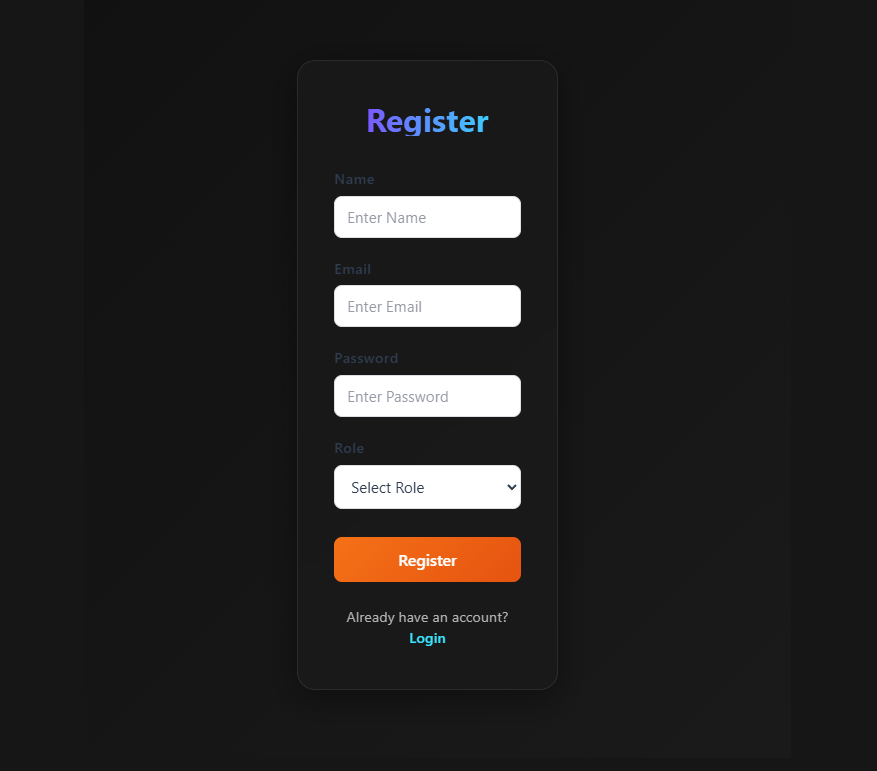 Register
Name
Enter Name
Email
Enter Email
Password
Enter Password
Role
Select Role
Register
Already have an account?
Login